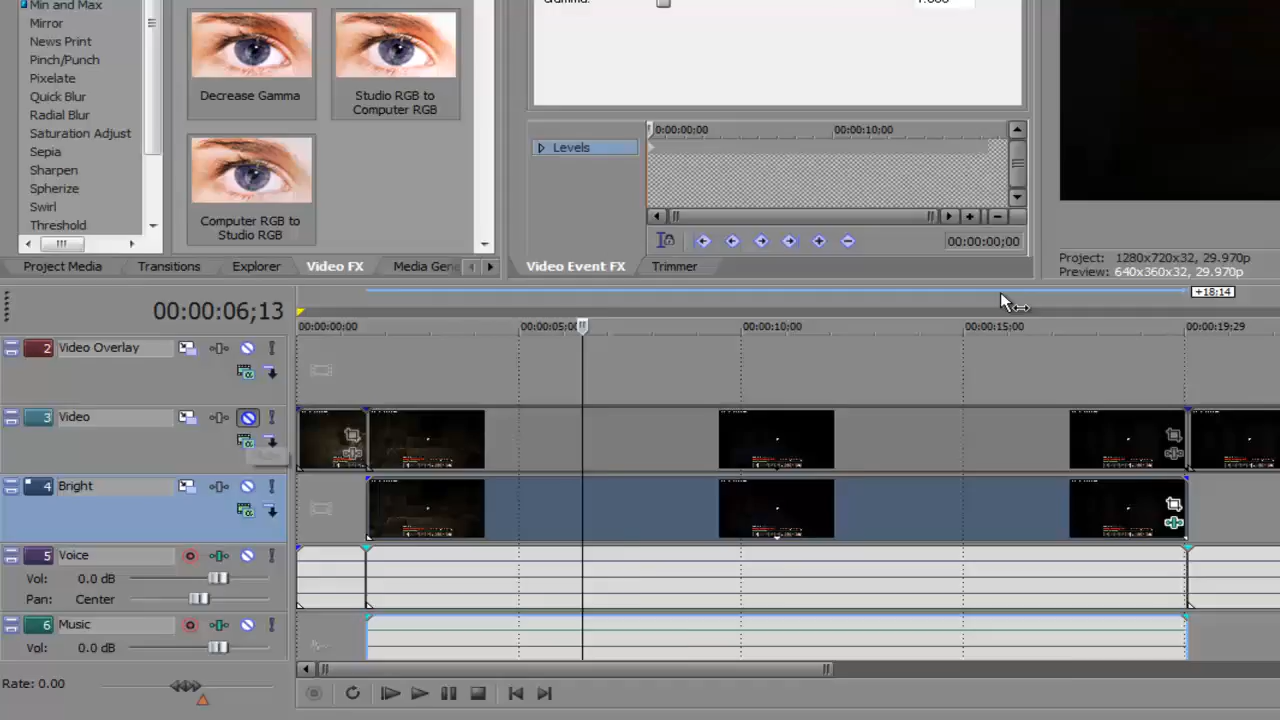 Min and Max
Mirror
News Print
Pinch/Punch
Pixelate
Quick Blur
Radial Blur
Saturation Adjust
Sepia
Sharpen
Spherize
Swirl
Threshold
Decrease Gamma
Studio RGB to
Computer RGB
Computer RGB to
Studio RGB
Project Media
Transitions
Explorer
Video FX
Media Gene
0:00:00;00
00:00:10;00
Levels
00:00:00;00
Video Event FX
Trimmer
Project: 1280x720x32, 29.970p
Preview: 640x360x32, 29.970p
00:00:06;13
+18:14
00:00:00;00
00:00:05;00
00:00:10;00
00:00:15;00
00:00:19;29
2 Video Overlay
3 Video
4 Bright
5 Voice
Vol: 0.0 dB
Pan: Center
6 Music
Vol: 0.0 dB
Rate: 0.00